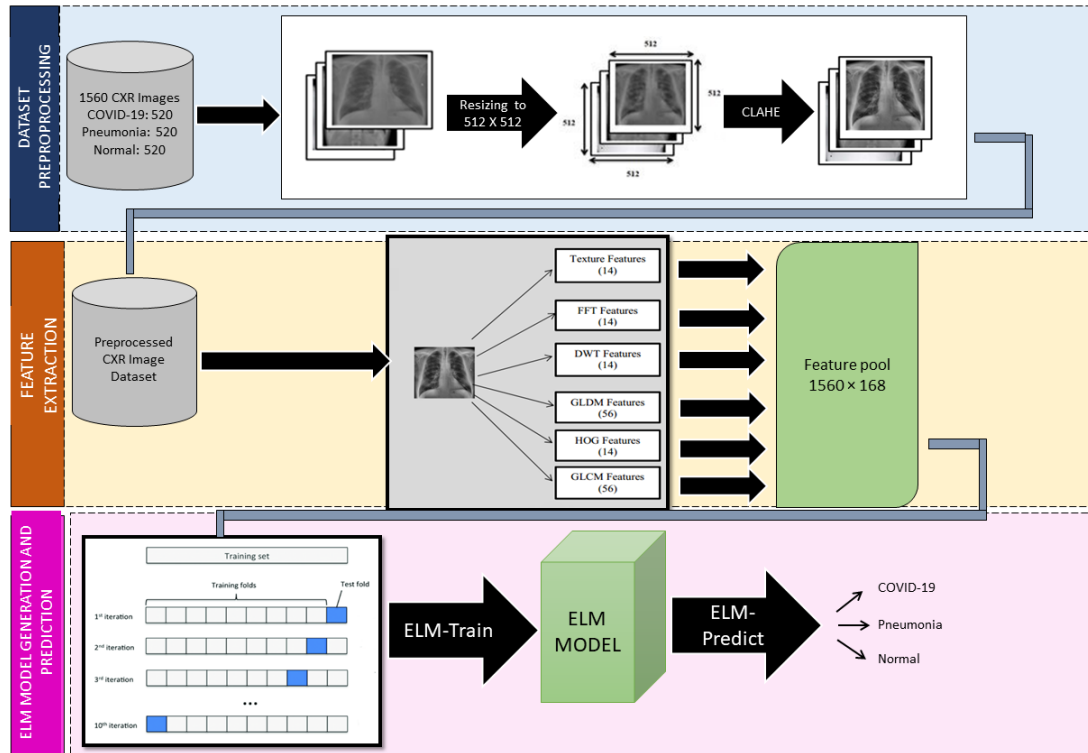 DATASET
PREPROPROCESSING
1560 CXR Images
COVID-19: 520
Pneumonia: 520
Normal: 520
Resizing to
512 X 512
512
512
512
512
CLAHE
FEATURE
EXTRACTION
Preprocessed
CXR Image
Dataset
Texture Features
(14)
FFT Features
(14)
DWT Features
(14)
GLDM Features
(56)
HOG Features
(14)
GLCM Features
(56)
Feature pool
1560 × 168
ELM MODEL GENERATION AND
PREDICTION
Training set
Training folds
Test fold
1st iteration
2nd iteration
3rd iteration
...
10th iteration
ELM-Train
ELM
MODEL
ELM-
Predict
COVID-19
Pneumonia
Normal